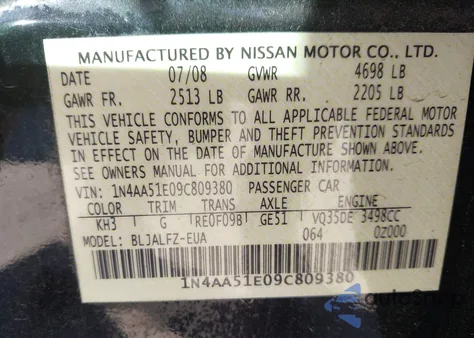 MANUFACTURED BY NISSAN MOTOR CO., LTD.
DATE 07/08 GVWR 4698 LB
GAWR FR. 2513 LB GAWR RR. 2205 LB
THIS VEHICLE CONFORMS TO ALL APPLICABLE FEDERAL MOTOR
VEHICLE SAFETY, BUMPER AND THEFT PREVENTION STANDARDS
IN EFFECT ON THE DATE OF MANUFACTURE SHOWN ABOVE.
SEE OWNERS MANUAL FOR ADDITIONAL INFORMATION.
VIN: 1N4AA51E09C809380 PASSENGER CAR
COLOR TRIM TRANS AXLE ENGINE
KH3 G RE0F09B GE51 VQ35DE 3498CC
MODEL: BLJALFZ-EUA 064 0Z000
1N4AA51E09C809380
autoSnap